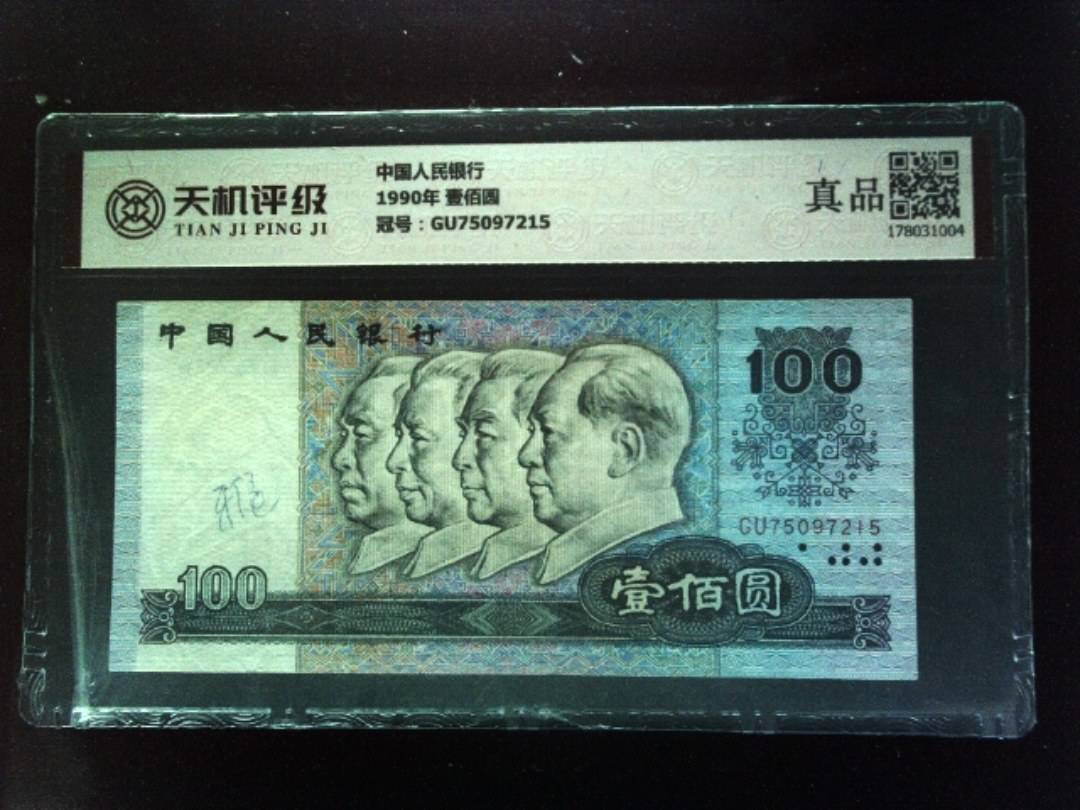 天机评级
TIAN JI PING JI
中国人民银行
1990年 壹佰圆
冠号：GU75097215
真品
178031004
中国人民银行
100
GU75097215
100
壹佰圆